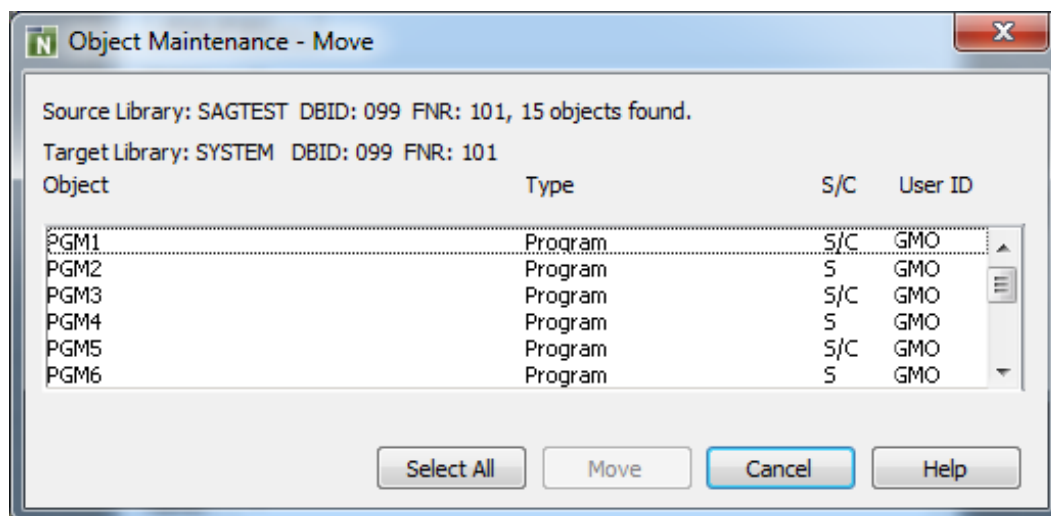 Object Maintenance - Move
Source Library: SAGTEST DBID: 099 FNR: 101, 15 objects found.
Target Library: SYSTEM DBID: 099 FNR: 101
Object Type S/C User ID
PGM1 Program S/C GMO
PGM2 Program S GMO
PGM3 Program S/C GMO
PGM4 Program S GMO
PGM5 Program S/C GMO
PGM6 Program S GMO
Select All Move Cancel Help